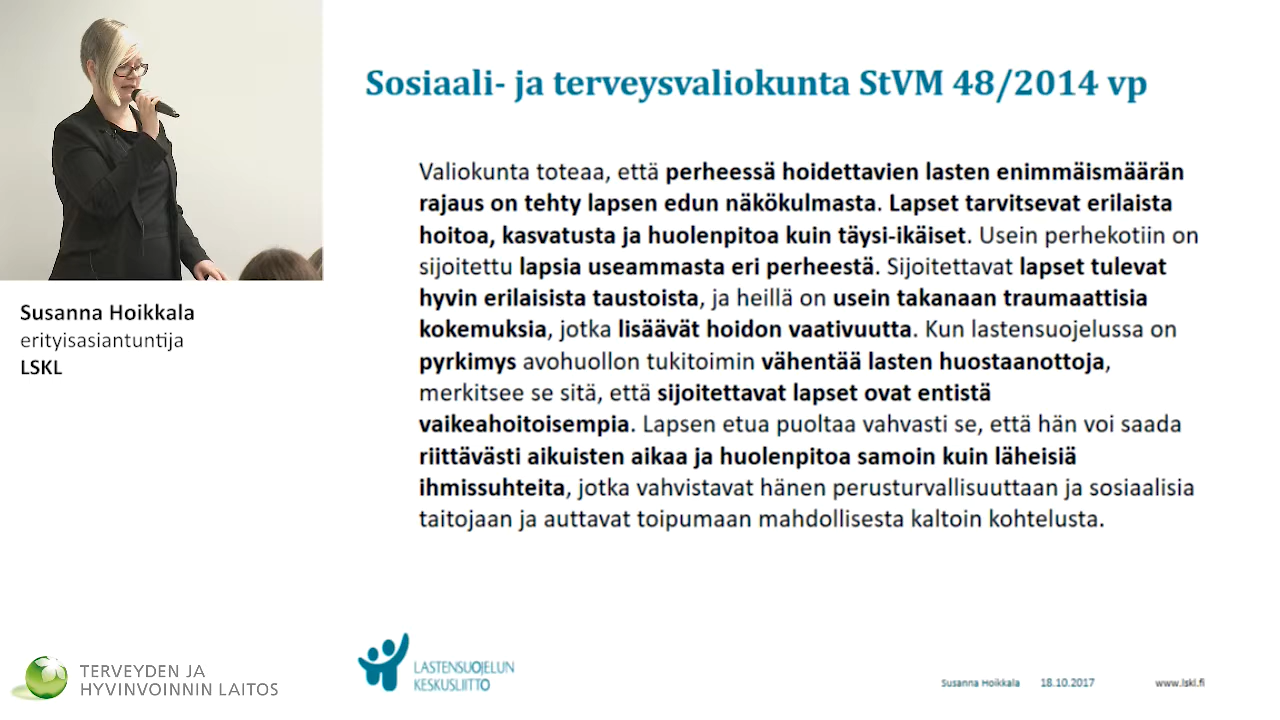 Sosiaali- ja terveysvaliokunta StVM 48/2014 vp
Valiokunta toteaa, että perheessä hoidettavien lasten enimmäismäärän
rajaus on tehty lapsen edun näkökulmasta. Lapset tarvitsevat erilaista
hoitoa, kasvatusta ja huolenpitoa kuin täysi-ikäiset. Usein perhekotiin on
sijoitettu lapsia useammasta eri perheestä. Sijoitettavat lapset tulevat
hyvin erilaisista taustoista, ja heillä on usein takanaan traumaattisia
kokemuksia, jotka lisäävät hoidon vaativuutta. Kun lastensuojelussa on
pyrkimys avohuollon tukitoimin vähentää lasten huostaanottoja,
merkitsee se sitä, että sijoitettavat lapset ovat entistä
vaikeahoitoisempia. Lapsen etua puoltaa vahvasti se, että hän voi saada
riittävästi aikuisten aikaa ja huolenpitoa samoin kuin läheisiä
ihmissuhteita, jotka vahvistavat hänen perusturvallisuuttaan ja sosiaalisia
taitojaan ja auttavat toipumaan mahdollisesta kaltoin kohtelusta.
Susanna Hoikkala
erityisasiantuntija
LSKL
TERVEYDEN JA
HYVINVOINNIN LAITOS
LASTENSUOJELUN
KESKUSLIITTO
Susanna Hoikkala 18.10.2017 www.lskl.fi